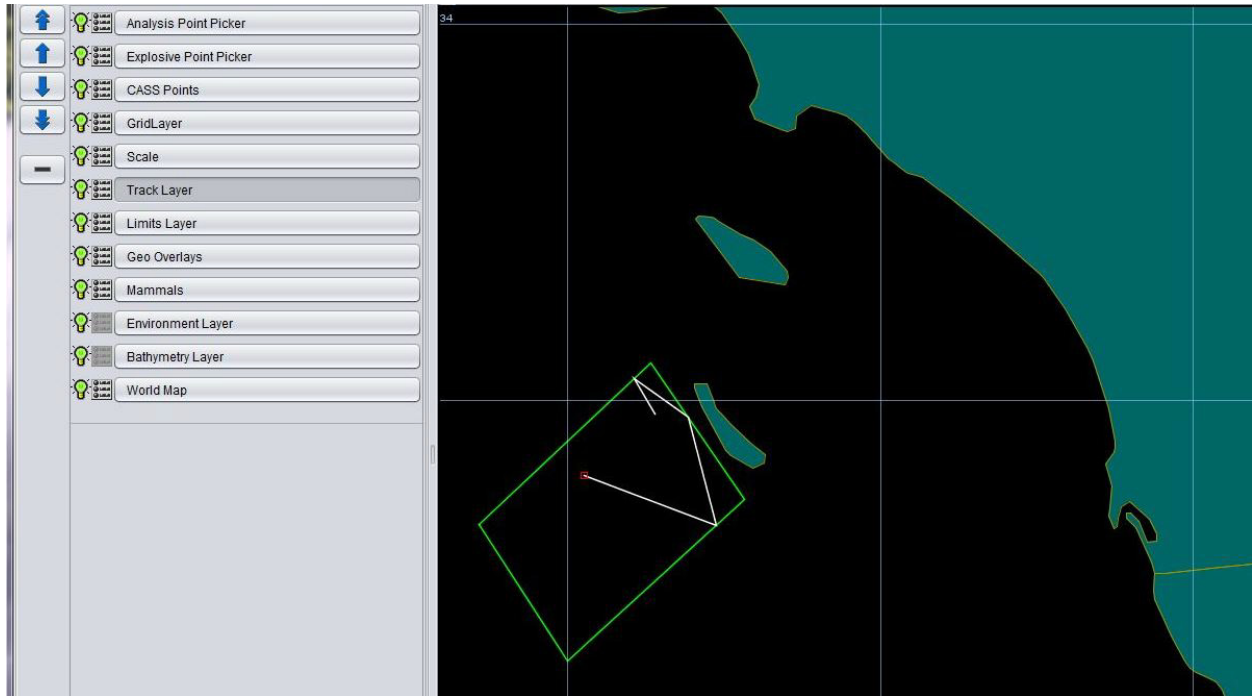 Analysis Point Picker
Explosive Point Picker
CASS Points
GridLayer
Scale
Track Layer
Limits Layer
Geo Overlays
Mammals
Environment Layer
Bathymetry Layer
World Map
34